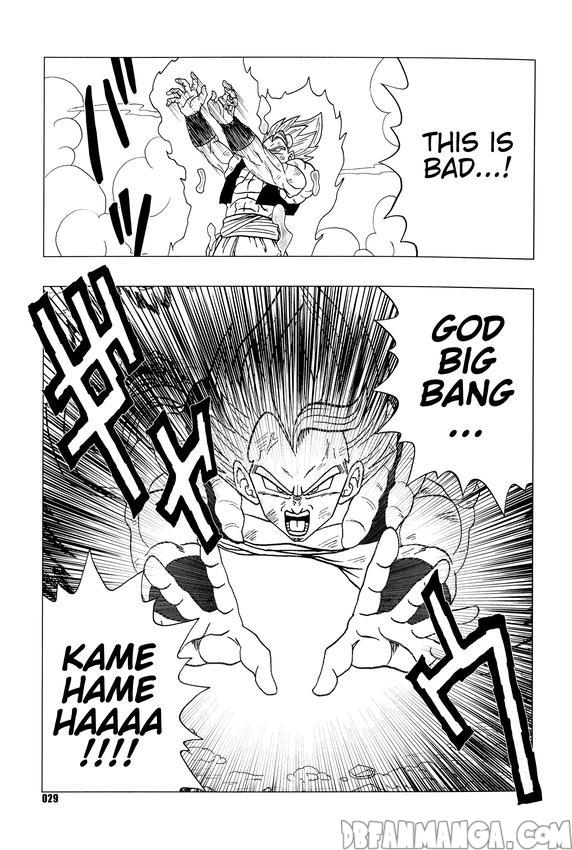 THIS IS
BAD...!
GOD
BIG
BANG
...
KAME
HAME
HAAAA
!!!!
029
DBFANMANGA.COM